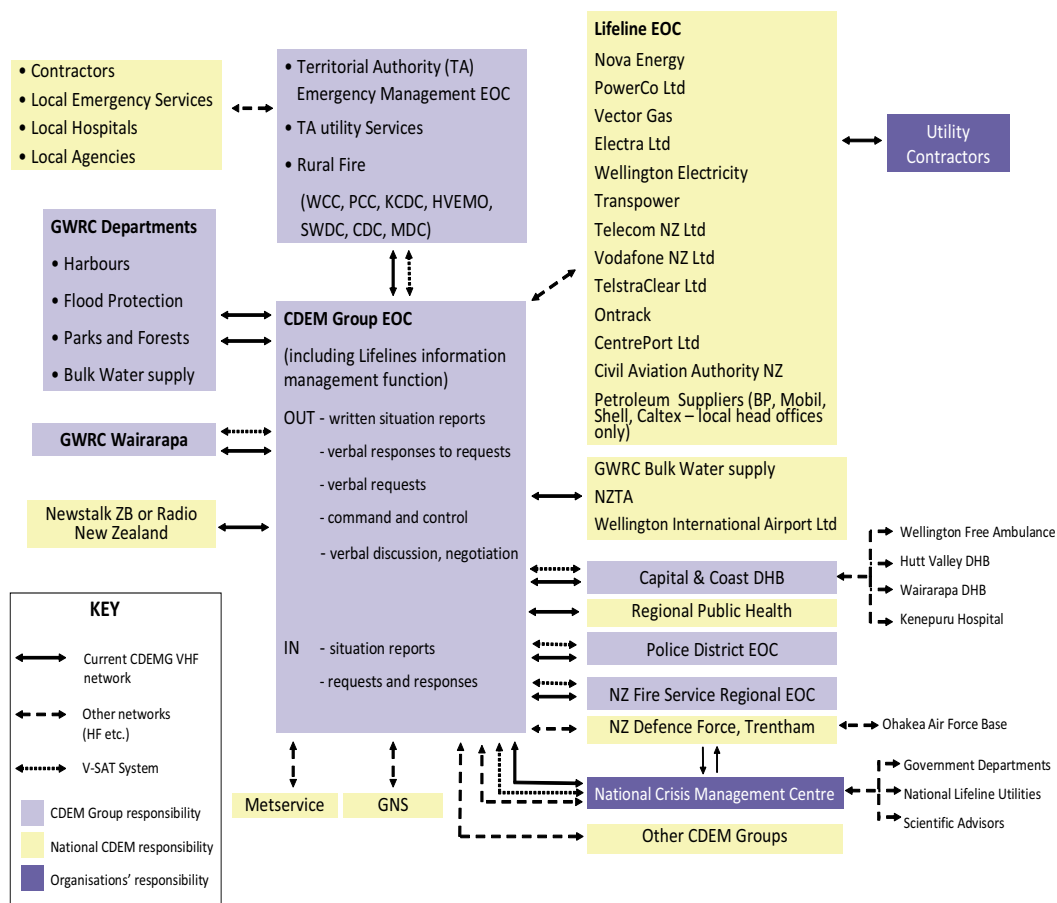 • Contractors
• Local Emergency Services
• Local Hospitals
• Local Agencies
• Territorial Authority (TA)
Emergency Management EOC
• TA utility Services
• Rural Fire
(WCC, PCC, KCDC, HVEMO,
SWDC, CDC, MDC)
Lifeline EOC
Nova Energy
PowerCo Ltd
Vector Gas
Electra Ltd
Wellington Electricity
Transpower
Telecom NZ Ltd
Vodafone NZ Ltd
TelstraClear Ltd
Ontrack
CentrePort Ltd
Civil Aviation Authority NZ
Petroleum Suppliers (BP, Mobil,
Shell, Caltex – local head offices
only)
Utility
Contractors
GWRC Departments
• Harbours
• Flood Protection
• Parks and Forests
• Bulk Water supply
GWRC Wairarapa
Newstalk ZB or Radio
New Zealand
CDEM Group EOC
(including Lifelines information
management function)
OUT - written situation reports
- verbal responses to requests
- verbal requests
- command and control
- verbal discussion, negotiation
IN - situation reports
- requests and responses
GWRC Bulk Water supply
NZTA
Wellington International Airport Ltd
Capital & Coast DHB
Wellington Free Ambulance
Hutt Valley DHB
Wairarapa DHB
Kenepuru Hospital
Regional Public Health
Police District EOC
NZ Fire Service Regional EOC
NZ Defence Force, Trentham
Ohakea Air Force Base
National Crisis Management Centre
Government Departments
National Lifeline Utilities
Scientific Advisors
Other CDEM Groups
Metservice
GNS
KEY
Current CDEMG VHF
network
Other networks
(HF etc.)
V-SAT System
CDEM Group responsibility
National CDEM responsibility
Organisations’ responsibility